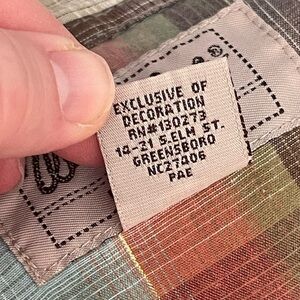 EXCLUSIVE OF
DECORATION
RN#130273
14-21 S.ELM ST.
GREENSBORO
NC27406
PAE